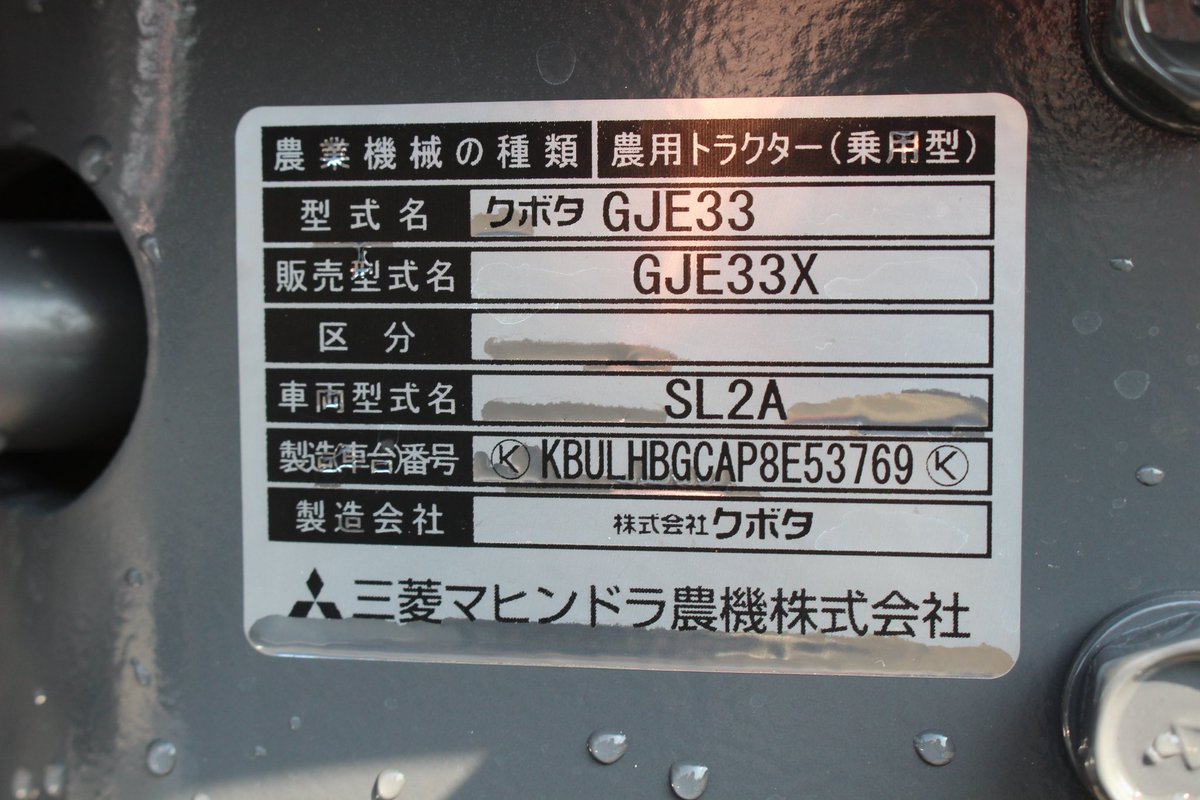 農業機械の種類 農用トラクター(乗用型)
型式名 クボタ GJE33
販売型式名 GJE33X
区分
車両型式名 SL2A
製造車台番号 Ⓚ KBULHBGCAP8E53769 Ⓚ
製造会社 株式会社クボタ
三菱マヒンドラ農機株式会社